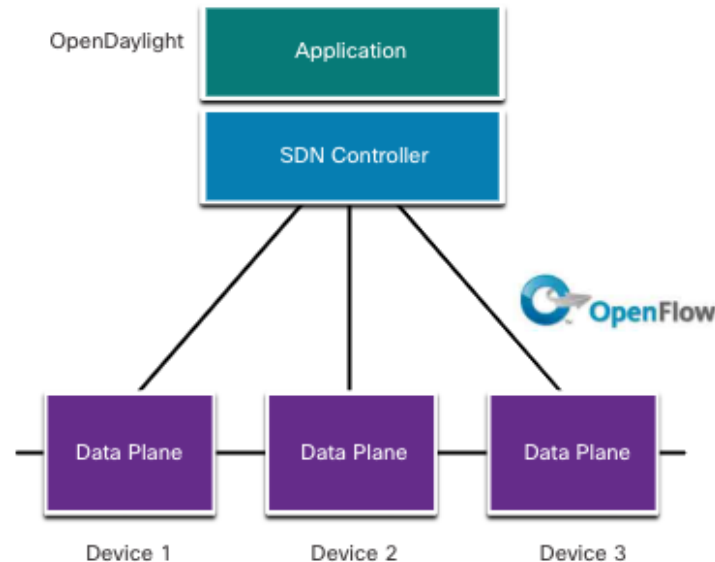 OpenDaylight
Application
SDN Controller
OpenFlow
Data Plane
Data Plane
Data Plane
Device 1
Device 2
Device 3